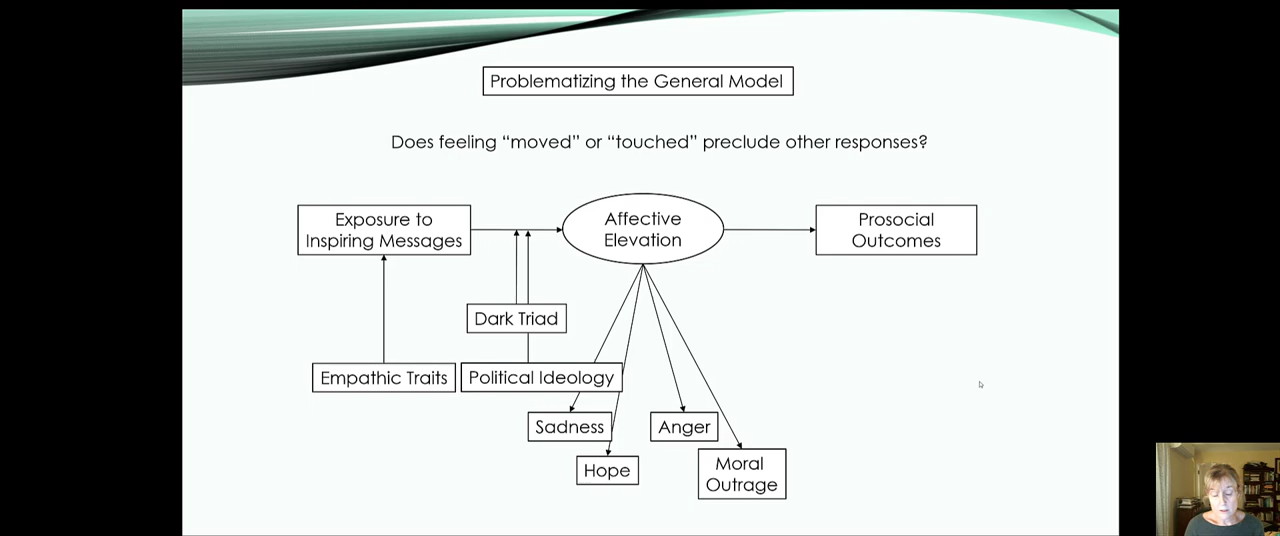 Problematizing the General Model
Does feeling “moved” or “touched” preclude other responses?
Exposure to
Inspiring Messages
Affective
Elevation
Prosocial
Outcomes
Dark Triad
Empathic Traits
Political Ideology
Sadness
Anger
Hope
Moral
Outrage